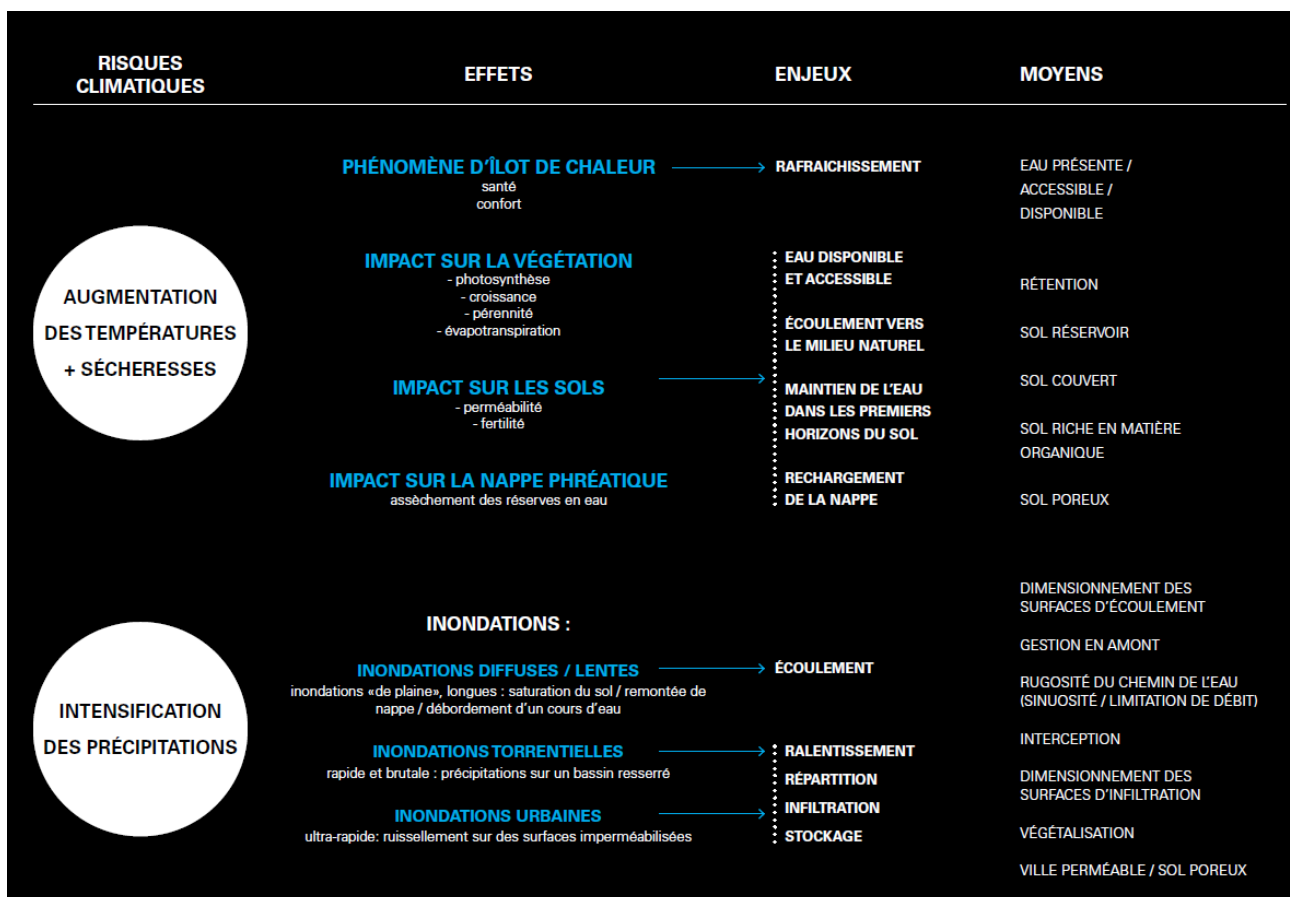 RISQUES
CLIMATIQUES
EFFETS
ENJEUX
MOYENS
AUGMENTATION
DES TEMPÉRATURES
+ SÉCHERESSES
PHÉNOMÈNE D'ÎLOT DE CHALEUR
santé
confort
RAFRAICHISSEMENT
EAU PRÉSENTE /
ACCESSIBLE /
DISPONIBLE
IMPACT SUR LA VÉGÉTATION
- photosynthèse
- croissance
- pérennité
- évapotranspiration
IMPACT SUR LES SOLS
- perméabilité
- fertilité
IMPACT SUR LA NAPPE PHRÉATIQUE
assèchement des réserves en eau
EAU DISPONIBLE
ET ACCESSIBLE
ÉCOULEMENT VERS
LE MILIEU NATUREL
MAINTIEN DE L'EAU
DANS LES PREMIERS
HORIZONS DU SOL
RECHARGEMENT
DE LA NAPPE
RÉTENTION
SOL RÉSERVOIR
SOL COUVERT
SOL RICHE EN MATIÈRE
ORGANIQUE
SOL POREUX
INTENSIFICATION
DES PRÉCIPITATIONS
INONDATIONS :
INONDATIONS DIFFUSES / LENTES
inondations «de plaine», longues : saturation du sol / remontée de
nappe / débordement d'un cours d'eau
INONDATIONS TORRENTIELLES
rapide et brutale : précipitations sur un bassin resserré
INONDATIONS URBAINES
ultra-rapide: ruissellement sur des surfaces imperméabilisées
ÉCOULEMENT
RALENTISSEMENT
RÉPARTITION
INFILTRATION
STOCKAGE
DIMENSIONNEMENT DES
SURFACES D'ÉCOULEMENT
GESTION EN AMONT
RUGOSITÉ DU CHEMIN DE L'EAU
(SINUOSITÉ / LIMITATION DE DÉBIT)
INTERCEPTION
DIMENSIONNEMENT DES
SURFACES D'INFILTRATION
VÉGÉTALISATION
VILLE PERMÉABLE / SOL POREUX